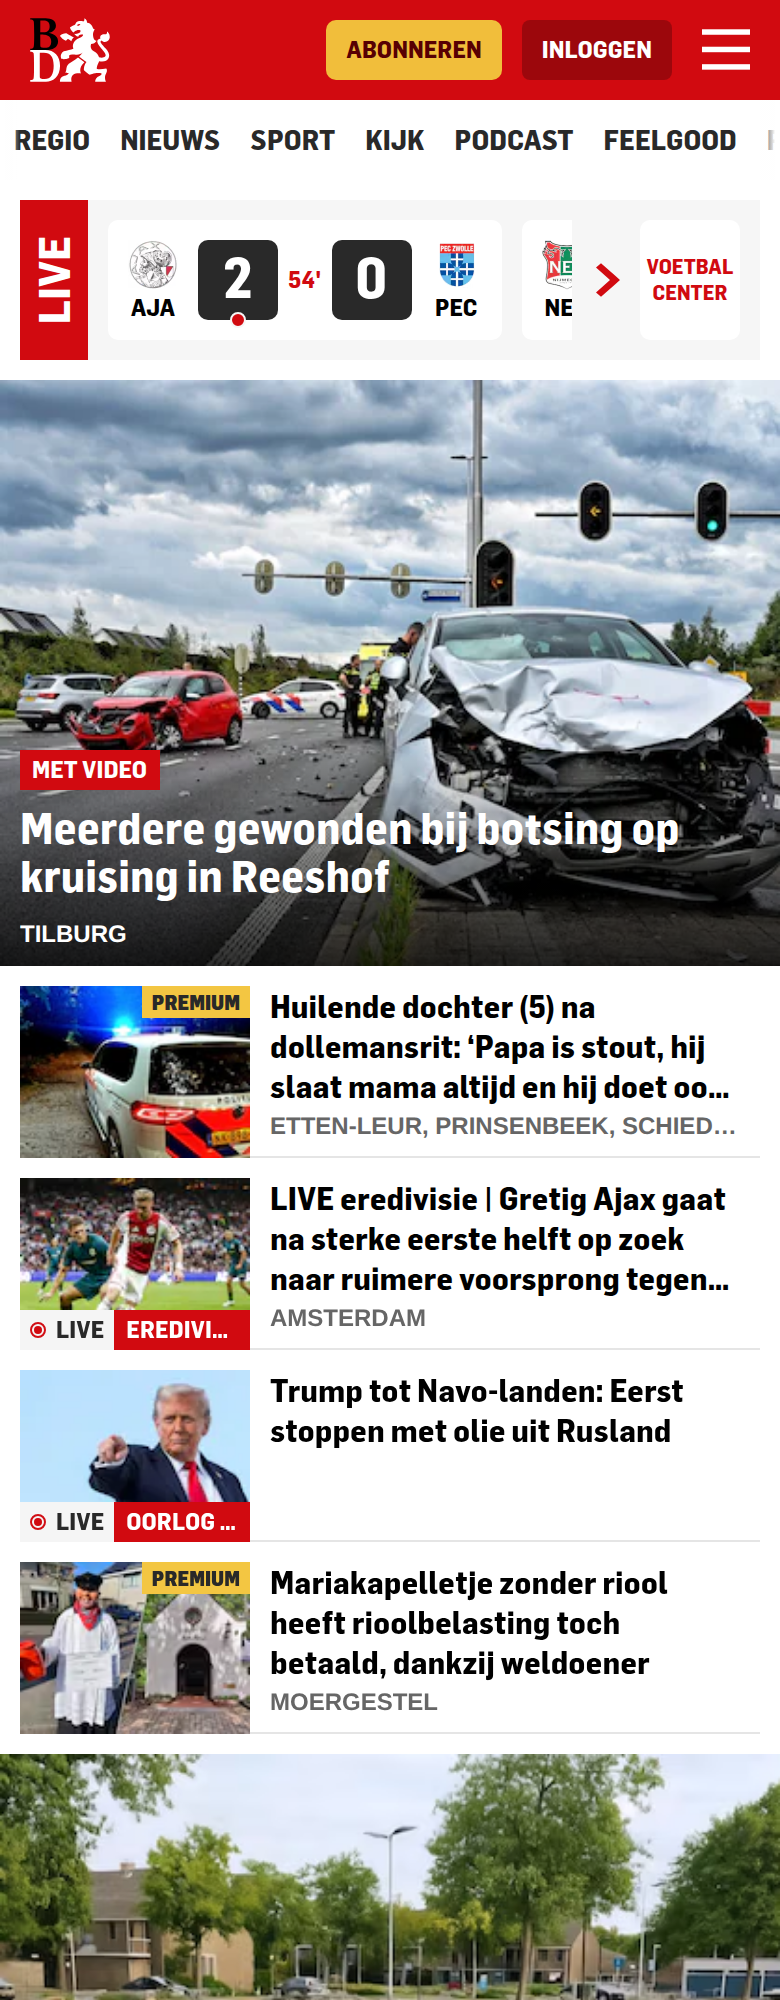 BD
ABONNEREN
INLOGGEN
REGIO NIEUWS SPORT KIJK PODCAST FEELGOOD
LIVE
AJA 2 54' 0 PEC
NE
VOETBAL
CENTER
MET VIDEO
Meerdere gewonden bij botsing op
kruising in Reeshof
TILBURG
PREMIUM
Huilende dochter (5) na
dollemansrit: ‘Papa is stout, hij
slaat mama altijd en hij doet oo...
ETTEN-LEUR, PRINSENBEEK, SCHIED...
LIVE EREDIVI...
LIVE eredivisie | Gretig Ajax gaat
na sterke eerste helft op zoek
naar ruimere voorsprong tegen...
AMSTERDAM
LIVE OORLOG ...
Trump tot Navo-landen: Eerst
stoppen met olie uit Rusland
PREMIUM
Mariakapelletje zonder riool
heeft rioolbelasting toch
betaald, dankzij weldoener
MOERGESTEL